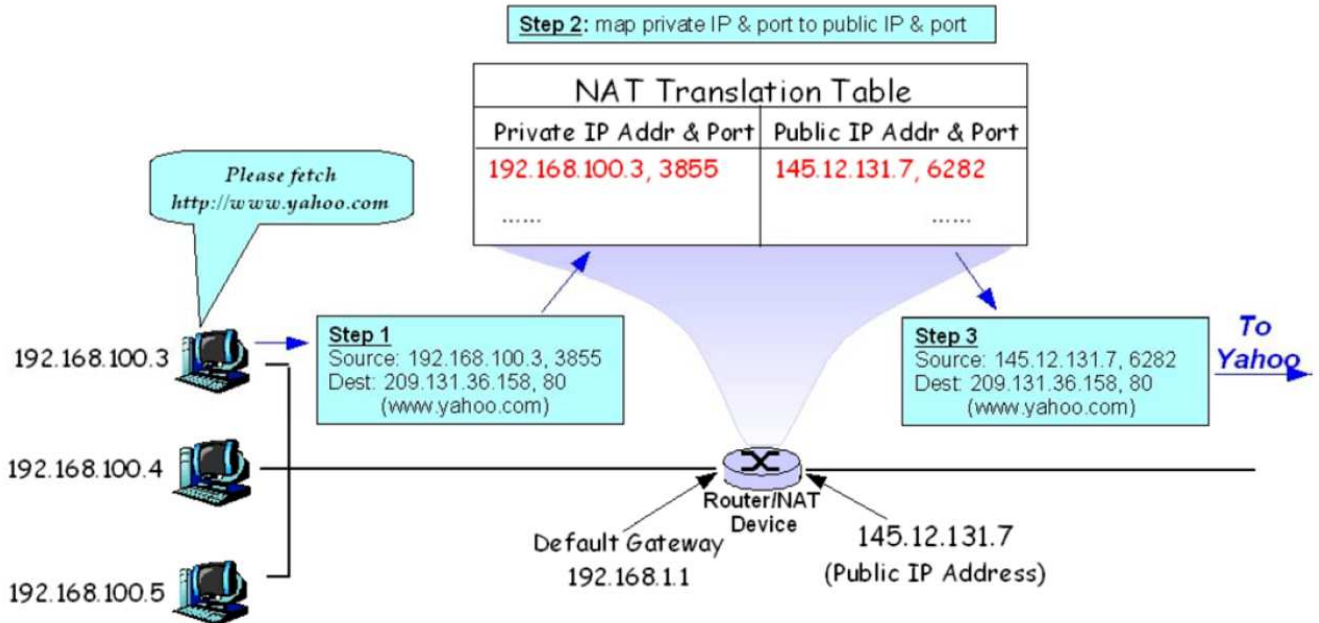 Step 2: map private IP & port to public IP & port
NAT Translation Table
Private IP Addr & Port
Public IP Addr & Port
192.168.100.3, 3855
145.12.131.7, 6282
......
......
Please fetch
http://www.yahoo.com
192.168.100.3
192.168.100.4
192.168.100.5
Step 1
Source: 192.168.100.3, 3855
Dest: 209.131.36.158, 80
(www.yahoo.com)
Step 3
Source: 145.12.131.7, 6282
Dest: 209.131.36.158, 80
(www.yahoo.com)
To
Yahoo
Router/NAT
Device
Default Gateway
192.168.1.1
145.12.131.7
(Public IP Address)